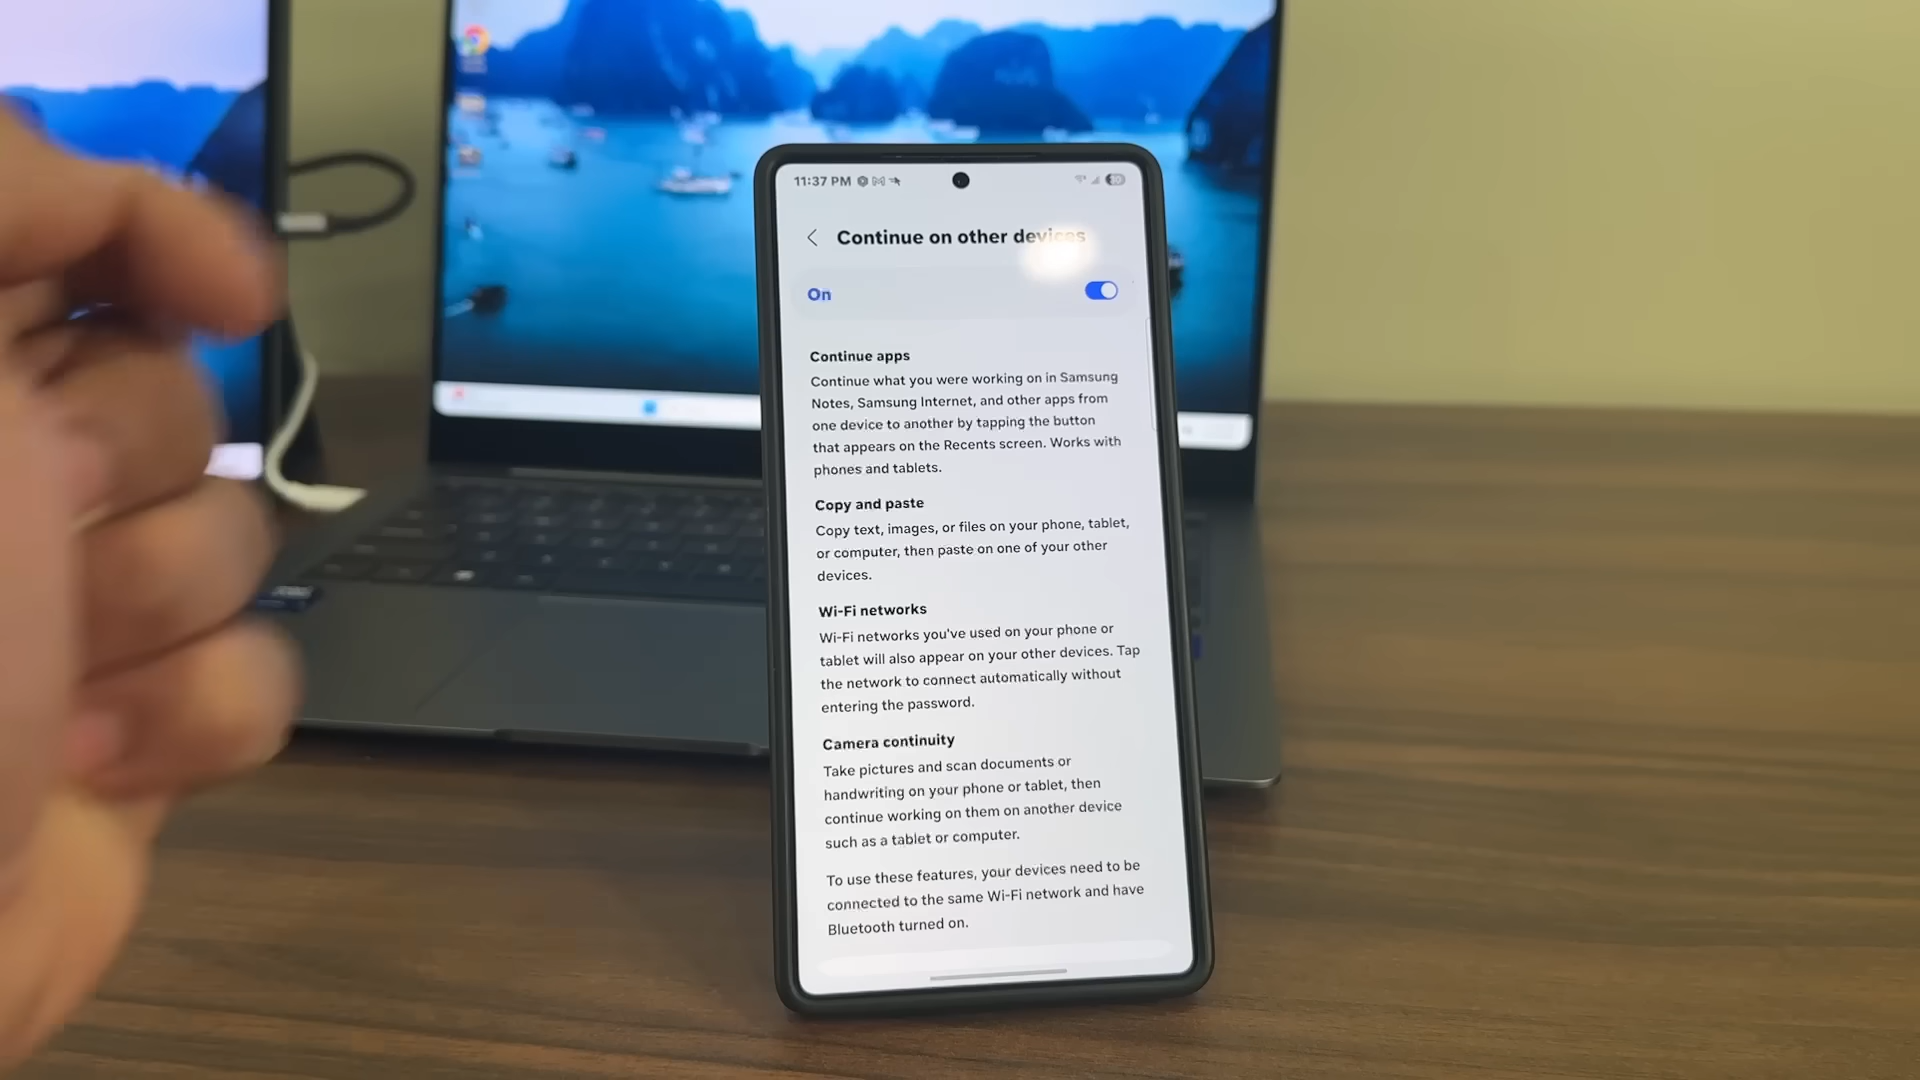 11:37 PM
Continue on other devices
On
Continue apps
Continue what you were working on in Samsung
Notes, Samsung Internet, and other apps from
one device to another by tapping the button
that appears on the Recents screen. Works with
phones and tablets.
Copy and paste
Copy text, images, or files on your phone, tablet,
or computer, then paste on one of your other
devices.
Wi-Fi networks
Wi-Fi networks you've used on your phone or
tablet will also appear on your other devices. Tap
the network to connect automatically without
entering the password.
Camera continuity
Take pictures and scan documents or
handwriting on your phone or tablet, then
continue working on them on another device
such as a tablet or computer.
To use these features, your devices need to be
connected to the same Wi-Fi network and have
Bluetooth turned on.